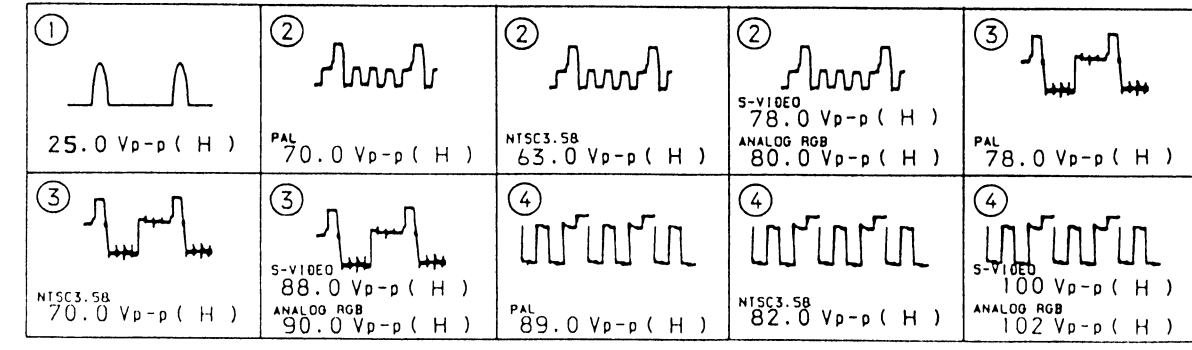 ①
25.0 Vp-p ( H )
②
PAL
70.0 Vp-p ( H )
②
NTSC3.58
63.0 Vp-p ( H )
②
S-VIDEO
78.0 Vp-p ( H )
ANALOG RGB
80.0 Vp-p ( H )
③
PAL
78.0 Vp-p ( H )
③
NTSC3.58
70.0 Vp-p ( H )
③
S-VIDEO
88.0 Vp-p ( H )
ANALOG RGB
90.0 Vp-p ( H )
④
PAL
89.0 Vp-p ( H )
④
NTSC3.58
82.0 Vp-p ( H )
④
S-VIDEO
100 Vp-p ( H )
ANALOG RGB
102 Vp-p ( H )